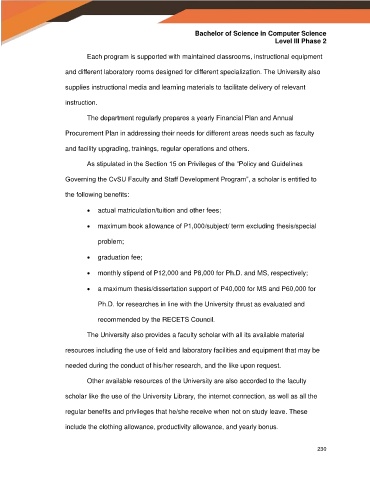 Bachelor of Science in Computer Science
Level III Phase 2
Each program is supported with maintained classrooms, instructional equipment
and different laboratory rooms designed for different specialization. The University also
supplies instructional media and learning materials to facilitate delivery of relevant
instruction.
The department regularly prepares a yearly Financial Plan and Annual
Procurement Plan in addressing their needs for different areas needs such as faculty
and facility upgrading, trainings, regular operations and others.
As stipulated in the Section 15 on Privileges of the "Policy and Guidelines
Governing the CvSU Faculty and Staff Development Program", a scholar is entitled to
the following benefits:
• actual matriculation/tuition and other fees;
• maximum book allowance of P1,000/subject/ term excluding thesis/special
problem;
• graduation fee;
• monthly stipend of P12,000 and P8,000 for Ph.D. and MS, respectively;
• a maximum thesis/dissertation support of P40,000 for MS and P60,000 for
Ph.D. for researches in line with the University thrust as evaluated and
recommended by the RECETS Council.
The University also provides a faculty scholar with all its available material
resources including the use of field and laboratory facilities and equipment that may be
needed during the conduct of his/her research, and the like upon request.
Other available resources of the University are also accorded to the faculty
scholar like the use of the University Library, the internet connection, as well as all the
regular benefits and privileges that he/she receive when not on study leave. These
include the clothing allowance, productivity allowance, and yearly bonus.
230